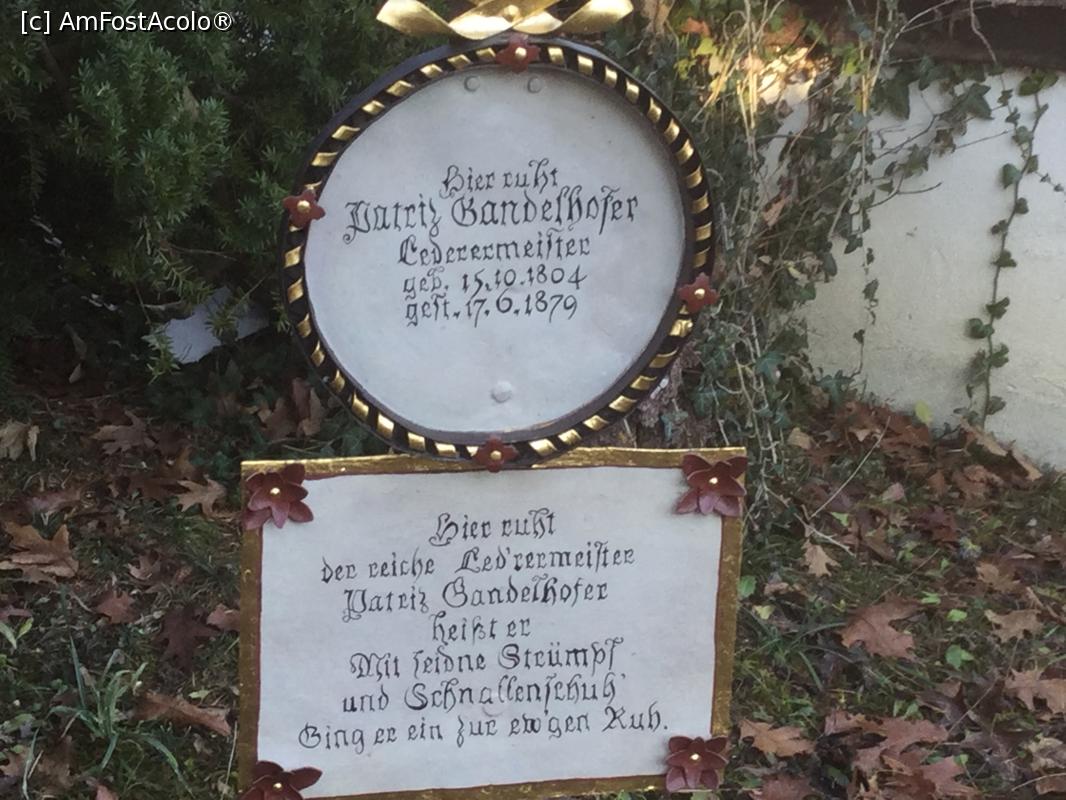 [c] AmFostAcolo®
Hier ruht
Patriz Gandelhofer
Lederermeister
geb. 15.10.1804
gest. 17.6.1879
Hier ruht
der reiche Led'rermeister
Patriz Gandelhofer
heißt er
Mit seidne Strümpf
und Schnallenschuh'
Ging er ein zur ew'gen Ruh.